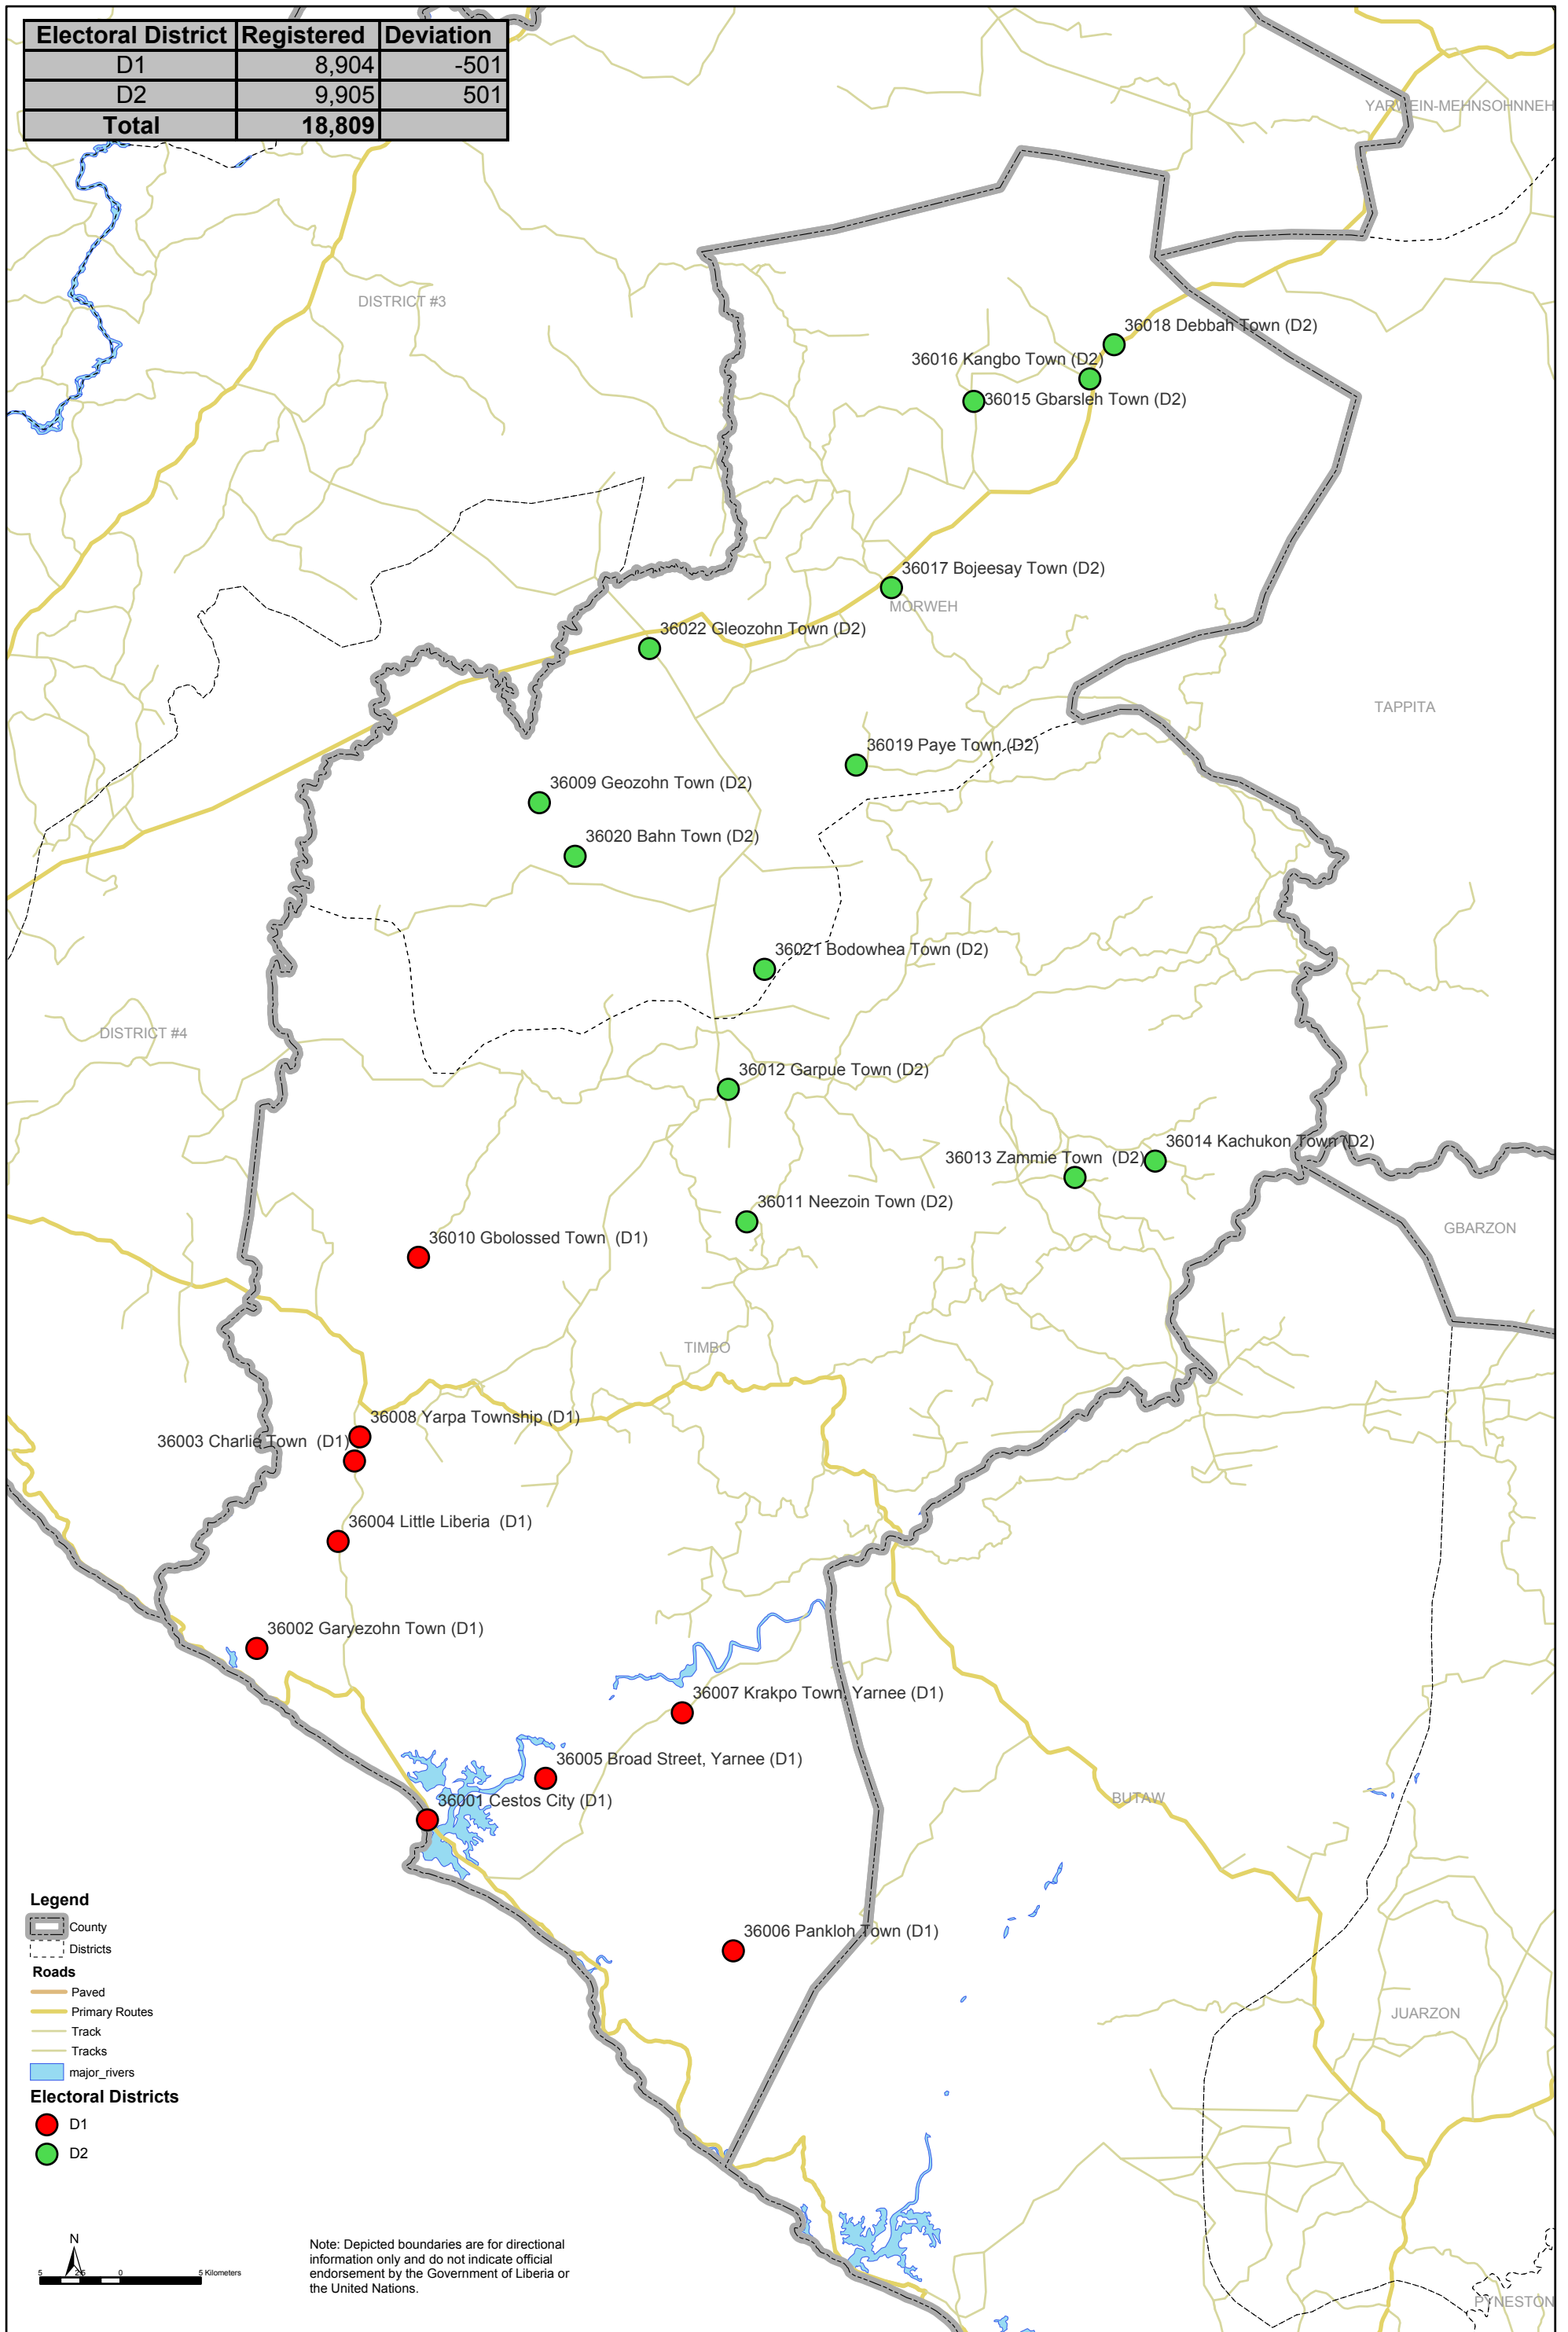 Electoral District Registered Deviation
D1 8,904 -501
D2 9,905 501
Total 18,809
YARWEIN-MEHNSOHNNEH
DISTRICT #3
36018 Debbah Town (D2)
36016 Kangbo Town (D2)
36015 Gbarsleh Town (D2)
36017 Bojeesay Town (D2)
MORWEH
36022 Gleozohn Town (D2)
TAPPITA
36019 Paye Town (D2)
36009 Geozohn Town (D2)
36020 Bahn Town (D2)
36021 Bodowhea Town (D2)
DISTRICT #4
36012 Garpue Town (D2)
36014 Kachukon Town (D2)
36013 Zammie Town (D2)
36011 Neezoin Town (D2)
GBARZON
36010 Gbolossed Town (D1)
TIMBO
36008 Yarpa Township (D1)
36003 Charlie Town (D1)
36004 Little Liberia (D1)
36002 Garyezohn Town (D1)
36007 Krakpo Town, Yarnee (D1)
36005 Broad Street, Yarnee (D1)
36001 Cestos City (D1)
BUTAW
36006 Pankloh Town (D1)
JUARZON
PYNESTON
Legend
County
Districts
Roads
Paved
Primary Routes
Track
Tracks
major_rivers
Electoral Districts
D1
D2
N
5 2.5 0 5 Kilometers
Note: Depicted boundaries are for directional
information only and do not indicate official
endorsement by the Government of Liberia or
the United Nations.